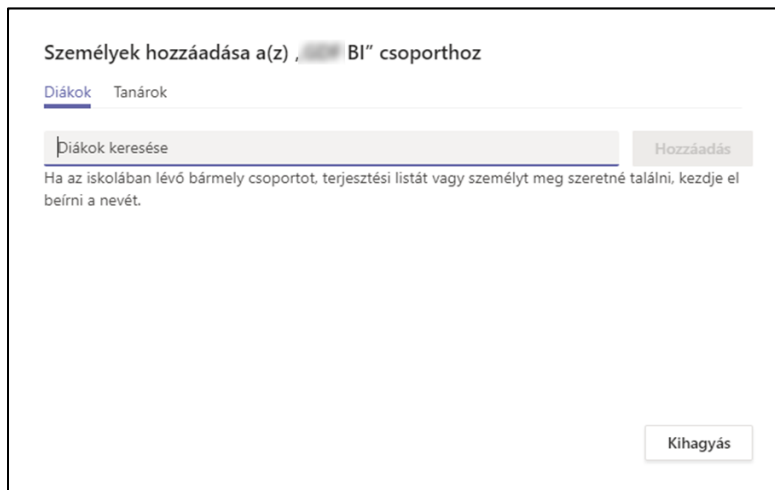 Személyek hozzáadása a(z) „ BI” csoporthoz
Diákok Tanárok
Diákok keresése Hozzáadás
Ha az iskolában lévő bármely csoportot, terjesztési listát vagy személyt meg szeretné találni, kezdje el
beírni a nevét.
Kihagyás